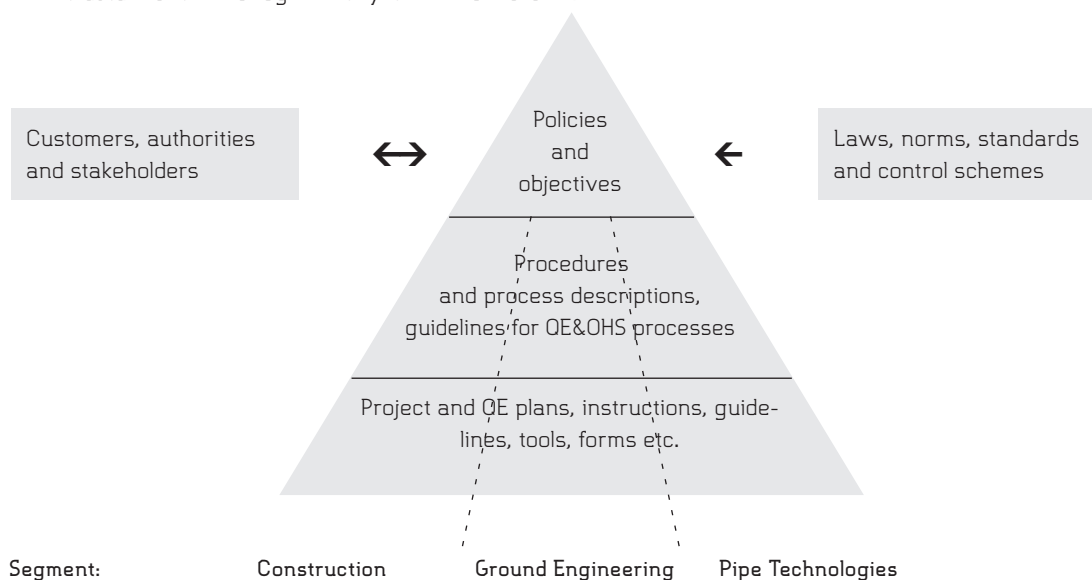 Policies
and
objectives
Customers, authorities
and stakeholders
Laws, norms, standards
and control schemes
Procedures
and process descriptions,
guidelines for QE&OHS processes
Project and QE plans, instructions, guide-
lines, tools, forms etc.
Segment: Construction Ground Engineering Pipe Technologies